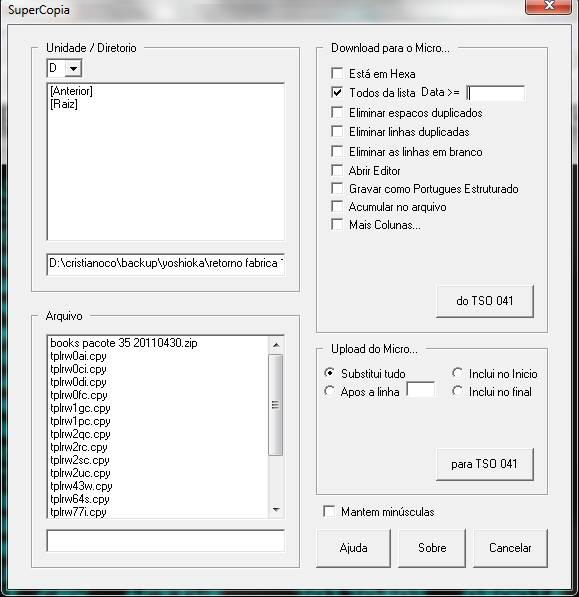 SuperCopia
Unidade / Diretorio
D
[Anterior]
[Raiz]
D:\cristianoco\backup\yoshioka\retorno fabrica
Arquivo
books pacote 35 20110430.zip
tplrw0ai.cpy
tplrw0ci.cpy
tplrw0di.cpy
tplrw0fc.cpy
tplrw1gc.cpy
tplrw1pc.cpy
tplrw2qc.cpy
tplrw2rc.cpy
tplrw2sc.cpy
tplrw2uc.cpy
tplrw43w.cpy
tplrw64s.cpy
tplrw77i.cpy
Download para o Micro...
Está em Hexa
Todos da lista Data >=
Eliminar espacos duplicados
Eliminar linhas duplicadas
Eliminar as linhas em branco
Abrir Editor
Gravar como Portugues Estruturado
Acumular no arquivo
Mais Colunas...
do TSO 041
Upload do Micro...
Substitui tudo
Inclui no Inicio
Apos a linha
Inclui no final
para TSO 041
Mantem minúsculas
Ajuda
Sobre
Cancelar